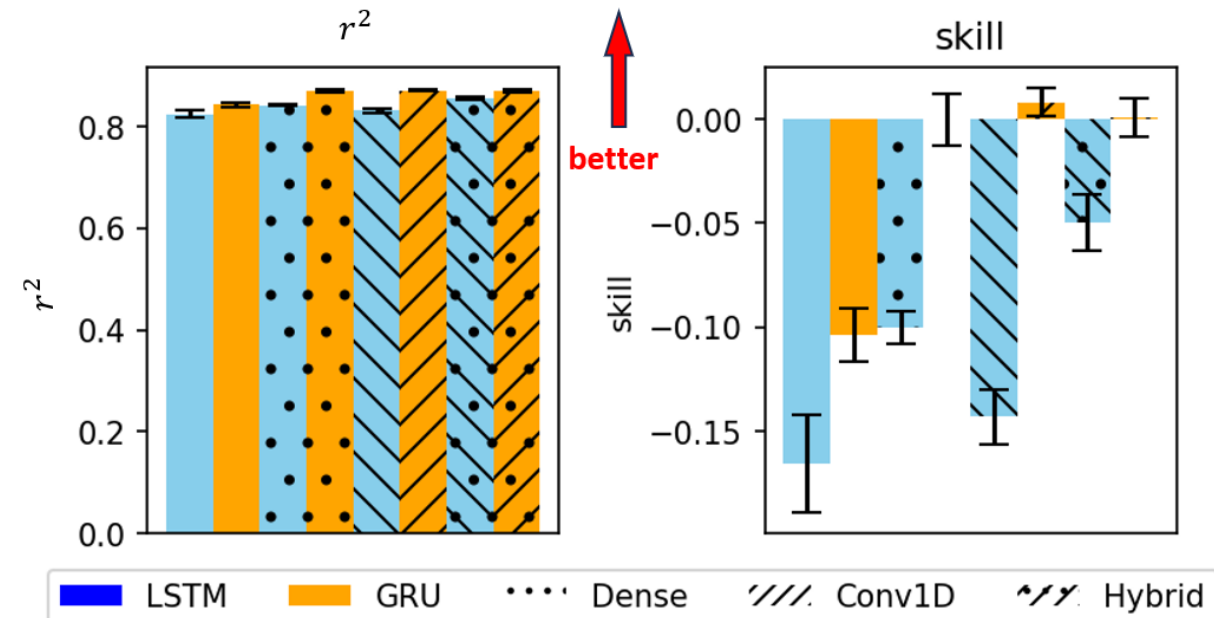 r²
0.8
0.6
0.4
0.2
0.0
r²
better
skill
0.00
−0.05
−0.10
−0.15
skill
LSTM GRU Dense Conv1D Hybrid